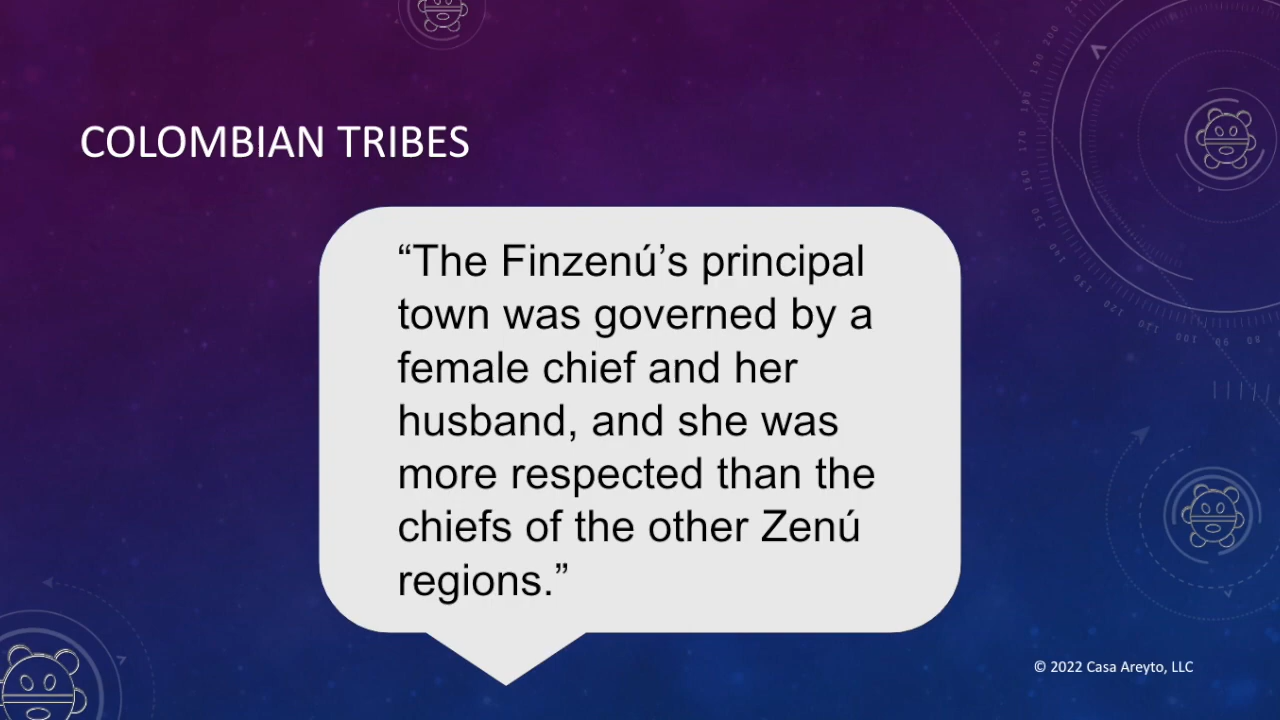 COLOMBIAN TRIBES
“The Finzenú’s principal
town was governed by a
female chief and her
husband, and she was
more respected than the
chiefs of the other Zenú
regions.”
© 2022 Casa Areyto, LLC